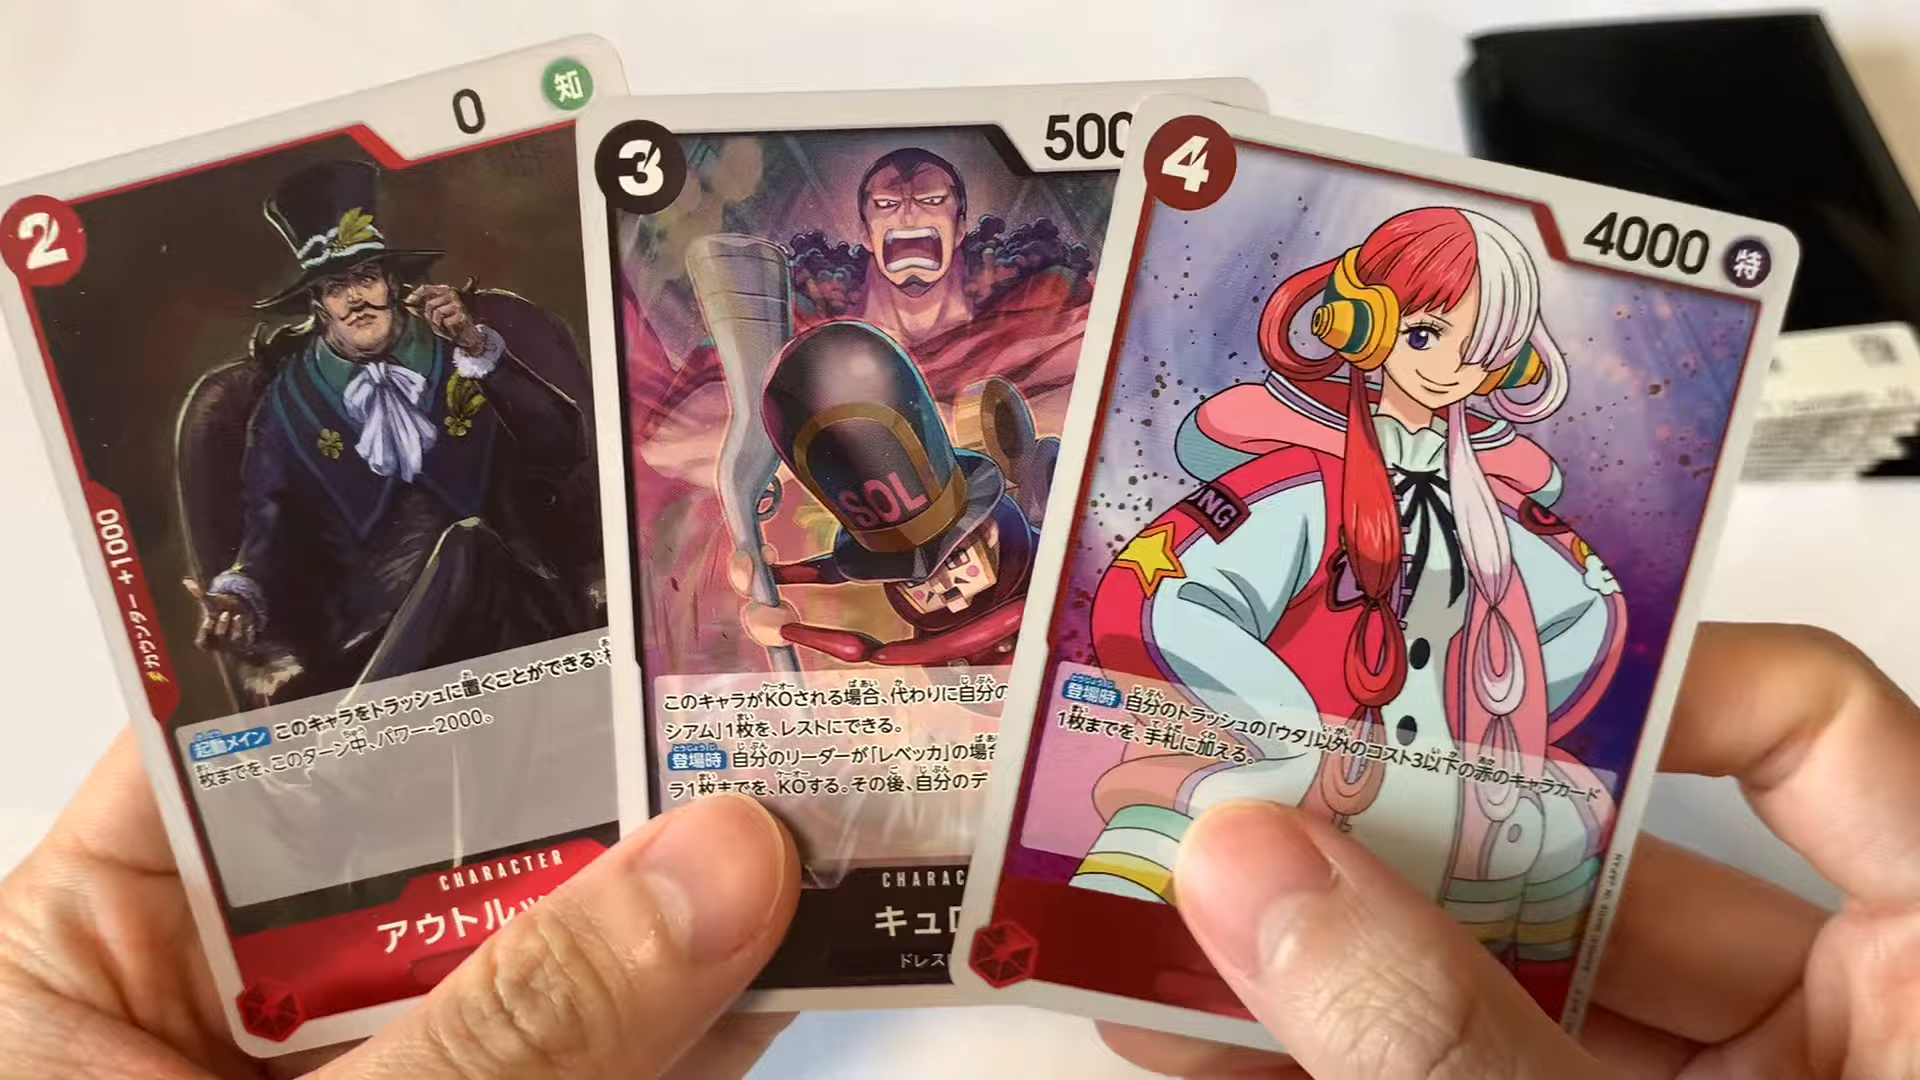 2
0
知
カウンター +1000
起動メイン このキャラをトラッシュに置くことができる:
枚までを、このターン中、パワー-2000。
CHARACTER
アウトルッ
3
500
SOL
このキャラがKOされる場合、代わりに自分の
シアム」1枚を、レストにできる。
登場時 自分のリーダーが「レベッカ」の場合
ラ1枚までを、KOする。その後、自分のデ
CHARAC
キュロ
ドレス
4
4000
特
NG
登場時 自分のトラッシュの「ウタ」以外のコスト3以下の赤のキャラカード
1枚までを、手札に加える。
MADE IN JAPAN